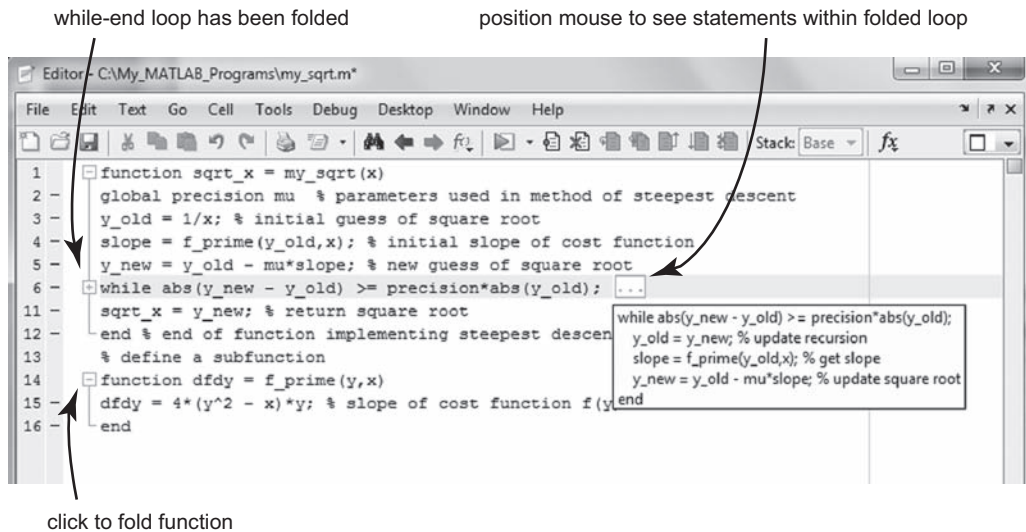 while-end loop has been folded
position mouse to see statements within folded loop
Editor - C:\My_MATLAB_Programs\my_sqrt.m*
File Edit Text Go Cell Tools Debug Desktop Window Help
Stack: Base fx
1 function sqrt_x = my_sqrt(x)
2 – global precision mu % parameters used in method of steepest descent
3 – y_old = 1/x; % initial guess of square root
4 – slope = f_prime(y_old,x); % initial slope of cost function
5 – y_new = y_old - mu*slope; % new guess of square root
6 – while abs(y_new - y_old) >= precision*abs(y_old); ...
11 – sqrt_x = y_new; % return square root
12 – end % end of function implementing steepest descen
13 % define a subfunction
14 function dfdy = f_prime(y,x)
15 – dfdy = 4*(y^2 - x)*y; % slope of cost function f(y
16 – end
while abs(y_new - y_old) >= precision*abs(y_old);
y_old = y_new; % update recursion
slope = f_prime(y_old,x); % get slope
y_new = y_old - mu*slope; % update square root
end
click to fold function